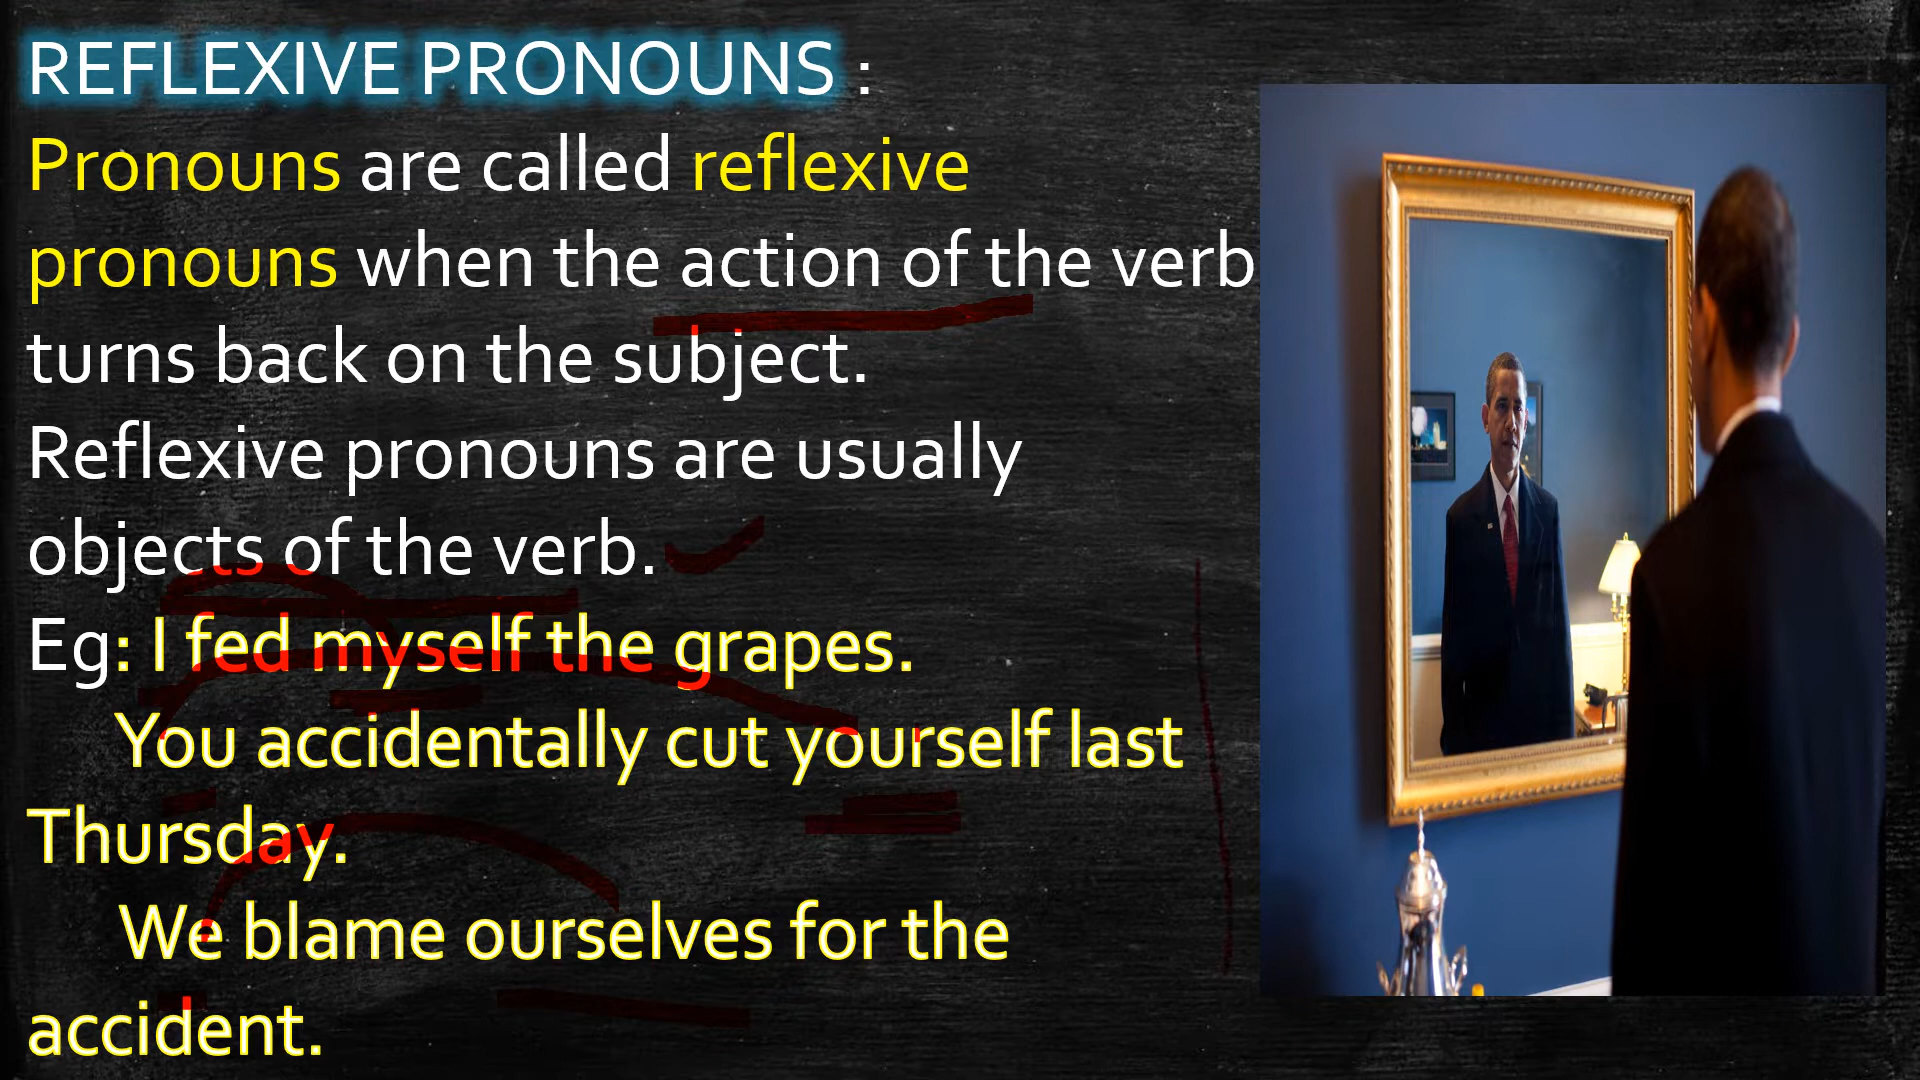 REFLEXIVE PRONOUNS :
Pronouns are called reflexive
pronouns when the action of the verb
turns back on the subject.
Reflexive pronouns are usually
objects of the verb.
Eg: I fed myself the grapes.
You accidentally cut yourself last
Thursday.
We blame ourselves for the
accident.